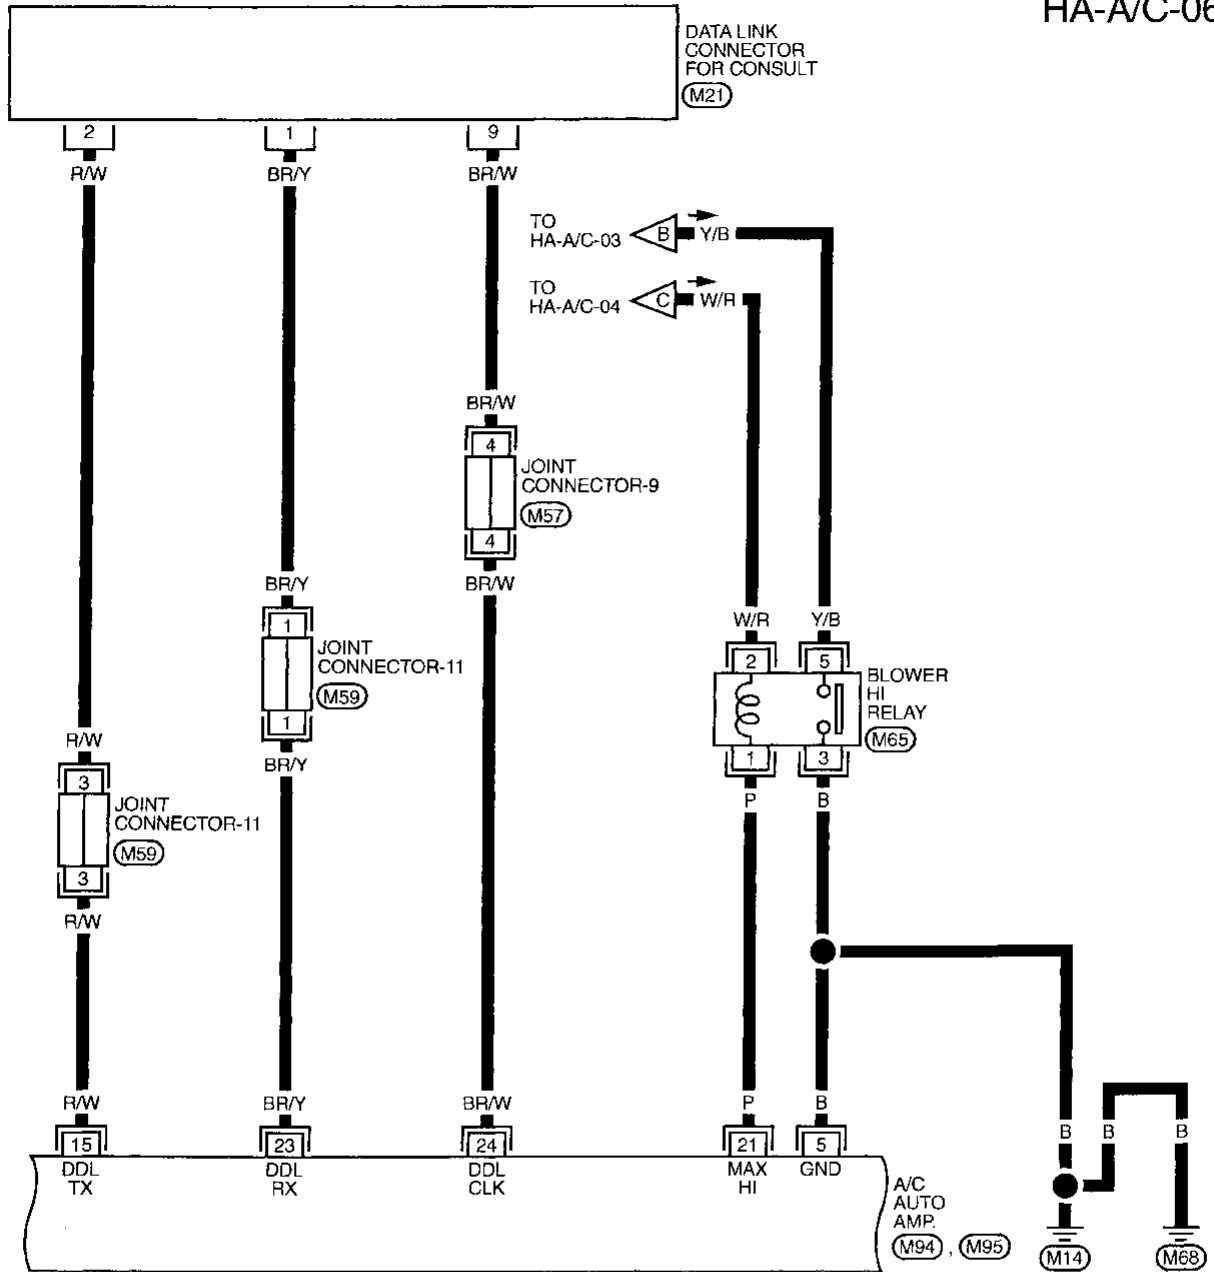 HA-A/C-06
DATA LINK
CONNECTOR
FOR CONSULT
M21
2
1
9
R/W
BR/Y
BR/W
TO
HA-A/C-03
B
Y/B
TO
HA-A/C-04
C
W/R
BR/W
4
JOINT
CONNECTOR-9
M57
4
BR/W
BR/Y
1
JOINT
CONNECTOR-11
M59
1
BR/Y
W/R
Y/B
2
5
BLOWER
HI
RELAY
M65
1
3
P
B
R/W
3
JOINT
CONNECTOR-11
M59
3
R/W
R/W
BR/Y
BR/W
P
B
15
23
24
21
5
DDL
TX
DDL
RX
DDL
CLK
MAX
HI
GND
A/C
AUTO
AMP.
M94 , M95
B
B
B
M14
M68